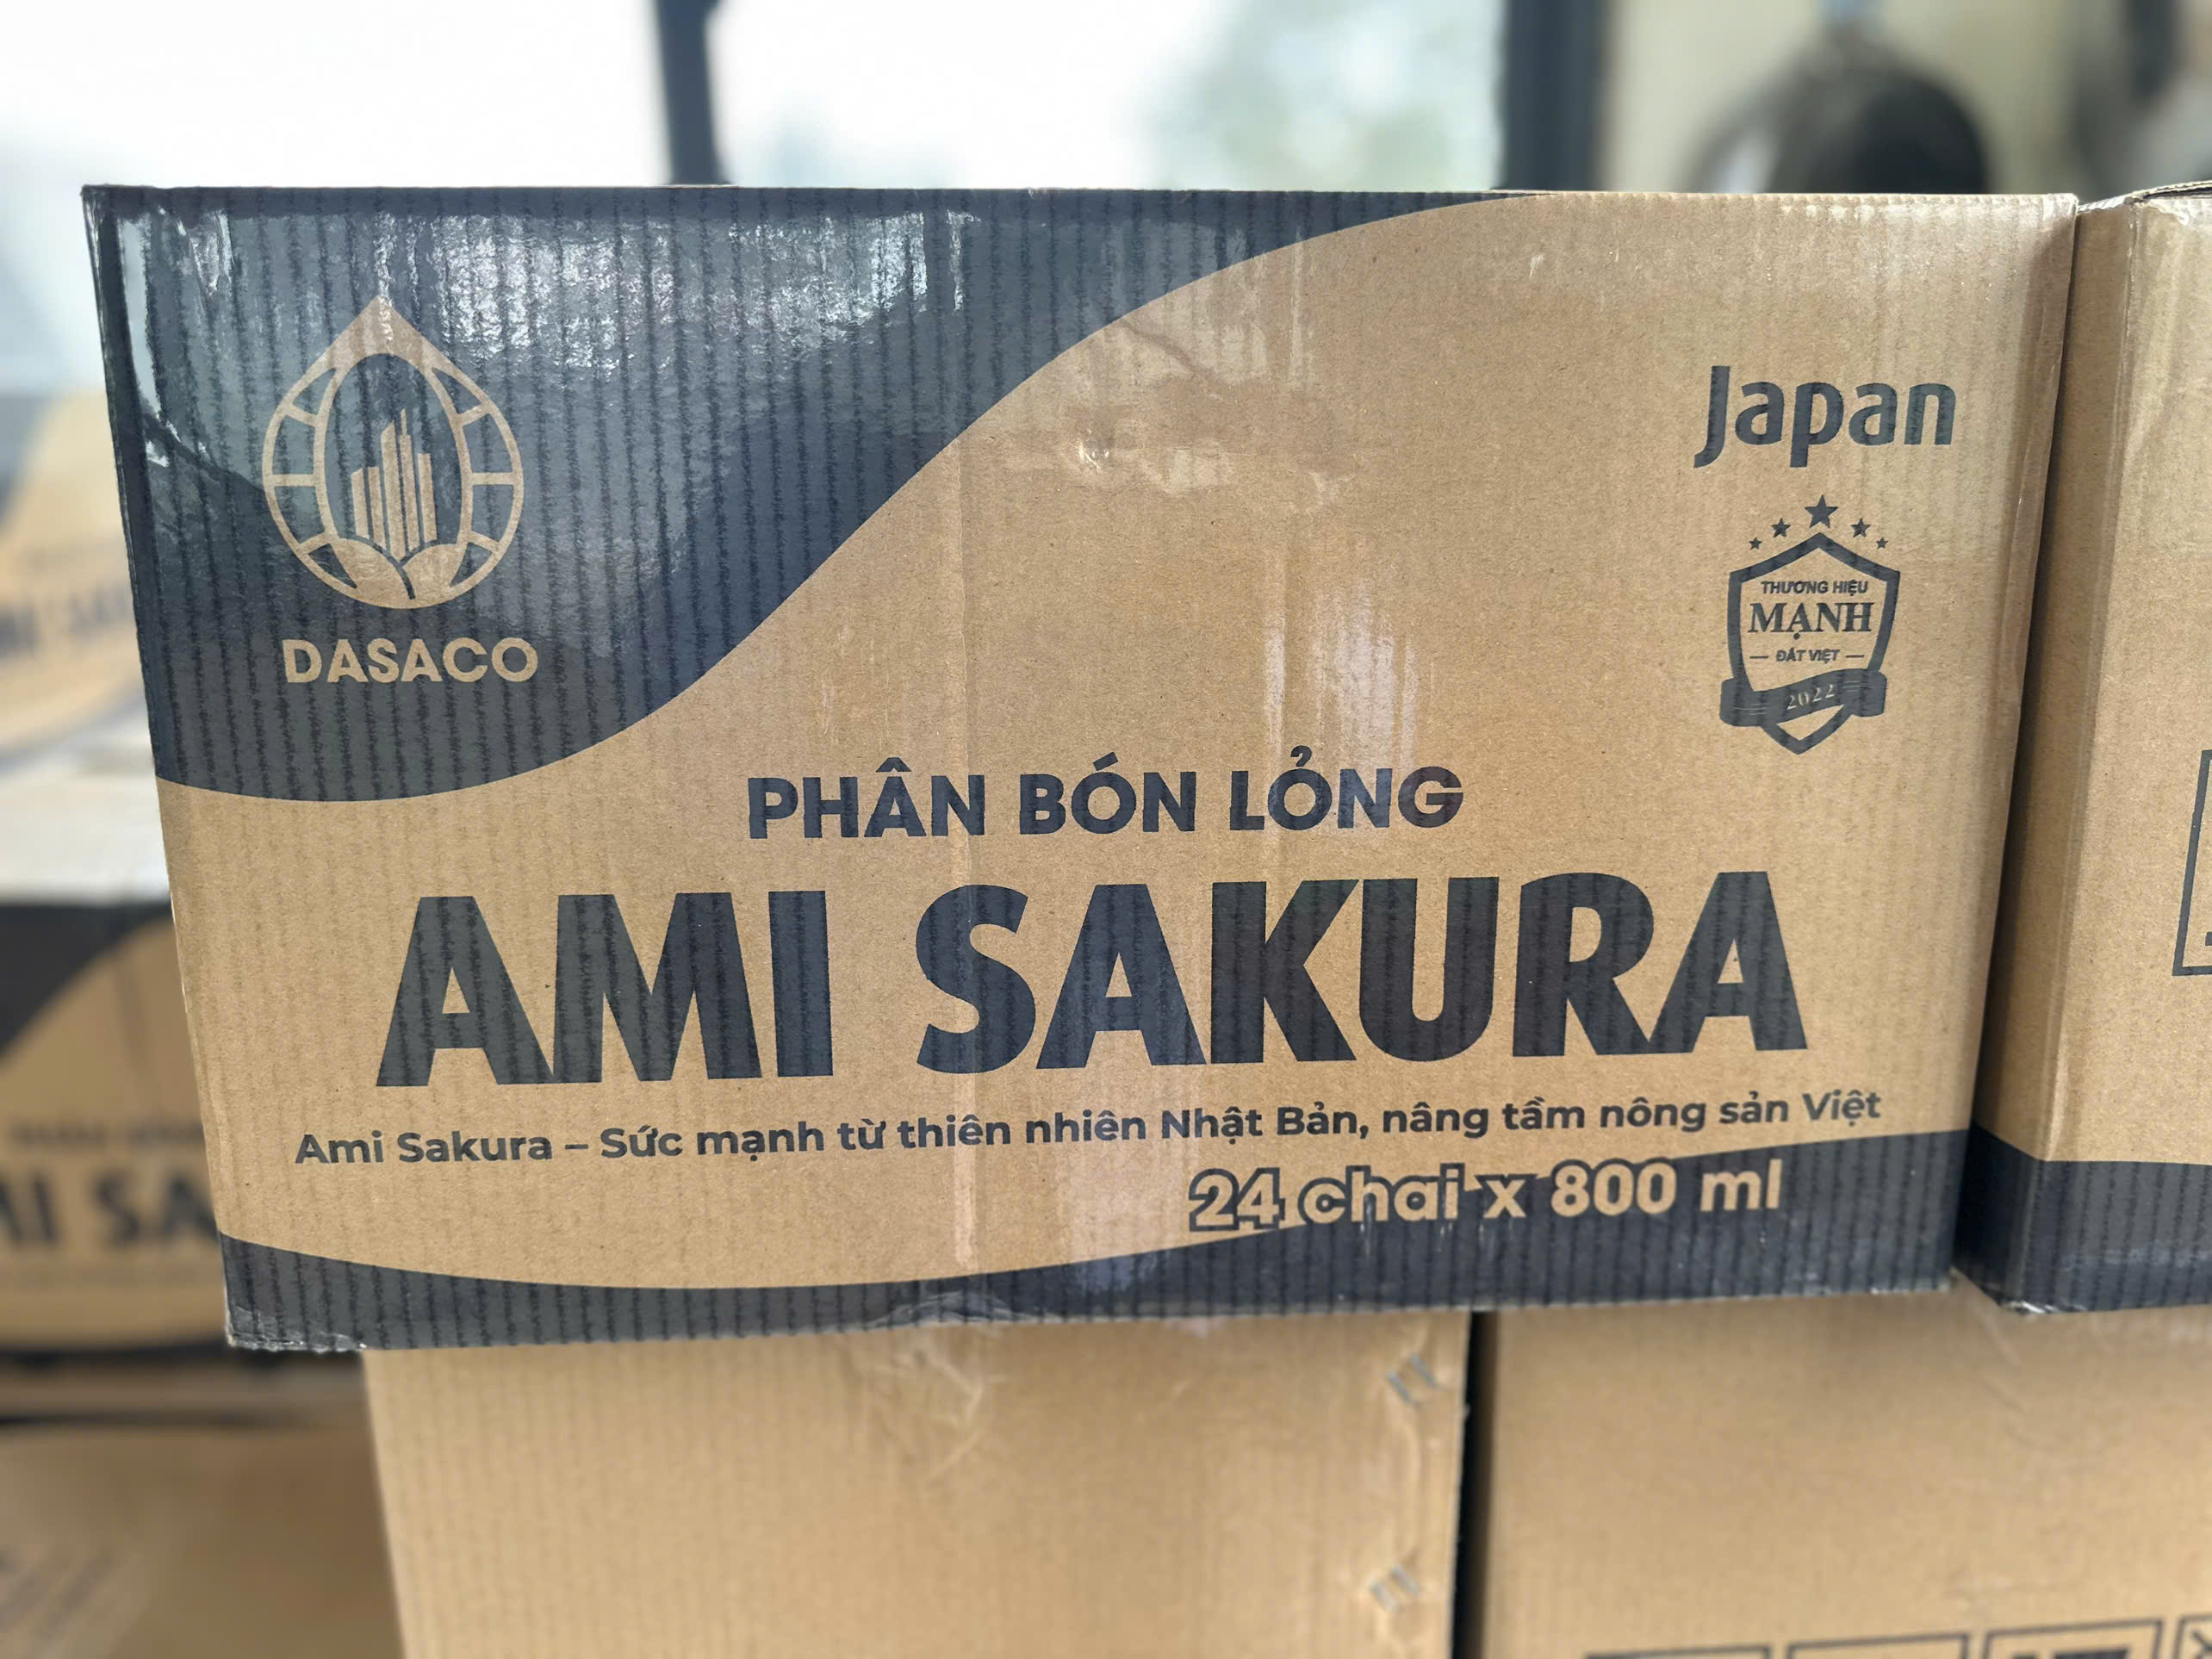 DASACO
Japan
THƯƠNG HIỆU
MẠNH
ĐẤT VIỆT
2022
PHÂN BÓN LỎNG
AMI SAKURA
Ami Sakura – Sức mạnh từ thiên nhiên Nhật Bản, nâng tầm nông sản Việt
24 chai x 800 ml